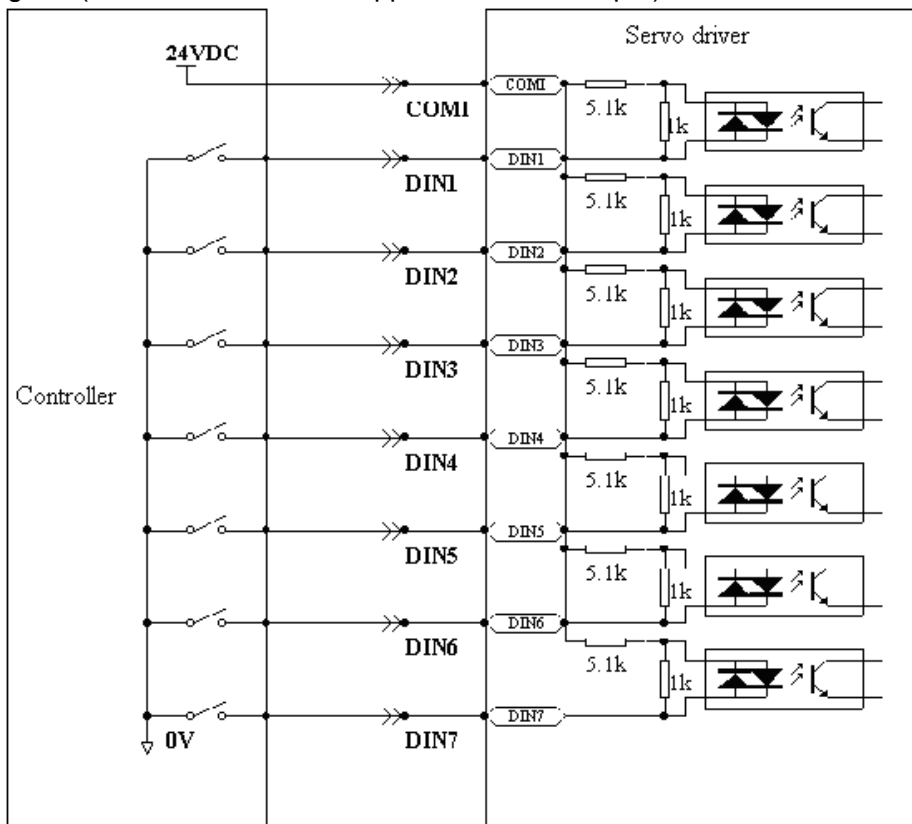 Servo driver
24VDC
COMI
COMI
5.1k
1k
DIN1
DIN1
5.1k
1k
DIN2
DIN2
5.1k
1k
DIN3
DIN3
5.1k
1k
Controller
DIN4
DIN4
5.1k
1k
DIN5
DIN5
5.1k
1k
DIN6
DIN6
5.1k
1k
0V
DIN7
DIN7